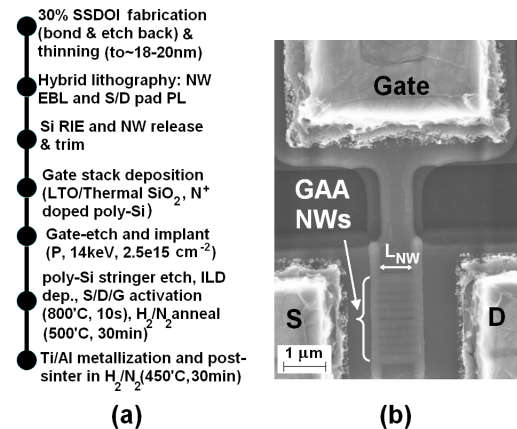 30% SSDOI fabrication
(bond & etch back) &
thinning (to~18-20nm)
Hybrid lithography: NW
EBL and S/D pad PL
Si RIE and NW release
& trim
Gate stack deposition
(LTO/Thermal SiO₂, N⁺
doped poly-Si)
Gate-etch and implant
(P, 14keV, 2.5e15 cm⁻²)
poly-Si stringer etch, ILD
dep., S/D/G activation
(800'C, 10s), H₂/N₂ anneal
(500'C, 30min)
Ti/Al metallization and post-
sinter in H₂/N₂(450'C,30min)
(a)
Gate
GAA
NWs
L_NW
S
D
1 µm
(b)